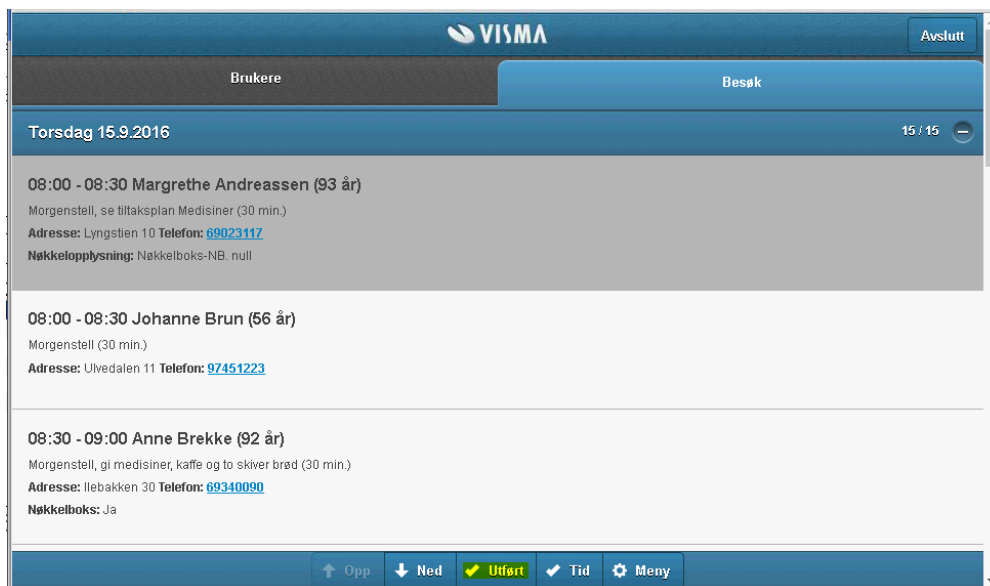 VISMA
Avslutt
Brukere
Besøk
Torsdag 15.9.2016
15 / 15
08:00 - 08:30 Margrethe Andreassen (93 år)
Morgenstell, se tiltaksplan Medisiner (30 min.)
Adresse: Lyngstien 10 Telefon: 69023117
Nøkkelopplysning: Nøkkelboks-NB. null
08:00 - 08:30 Johanne Brun (56 år)
Morgenstell (30 min.)
Adresse: Ulvedalen 11 Telefon: 97451223
08:30 - 09:00 Anne Brekke (92 år)
Morgenstell, gi medisiner, kaffe og to skiver brød (30 min.)
Adresse: Ilebakken 30 Telefon: 69340090
Nøkkelboks: Ja
Opp Ned Utført Tid Meny